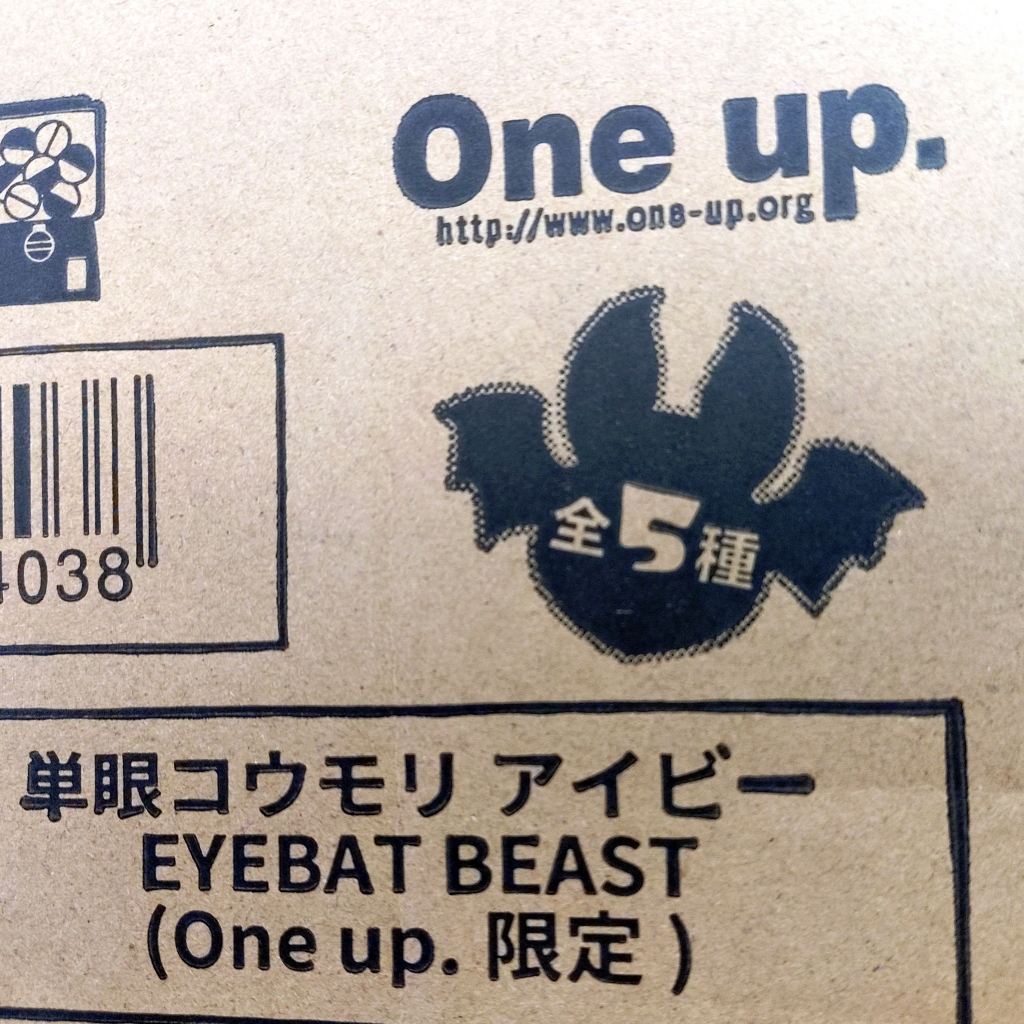 One up.
http://www.one-up.org
全5種
4038
単眼コウモリ アイビー
EYEBAT BEAST
(One up. 限定)